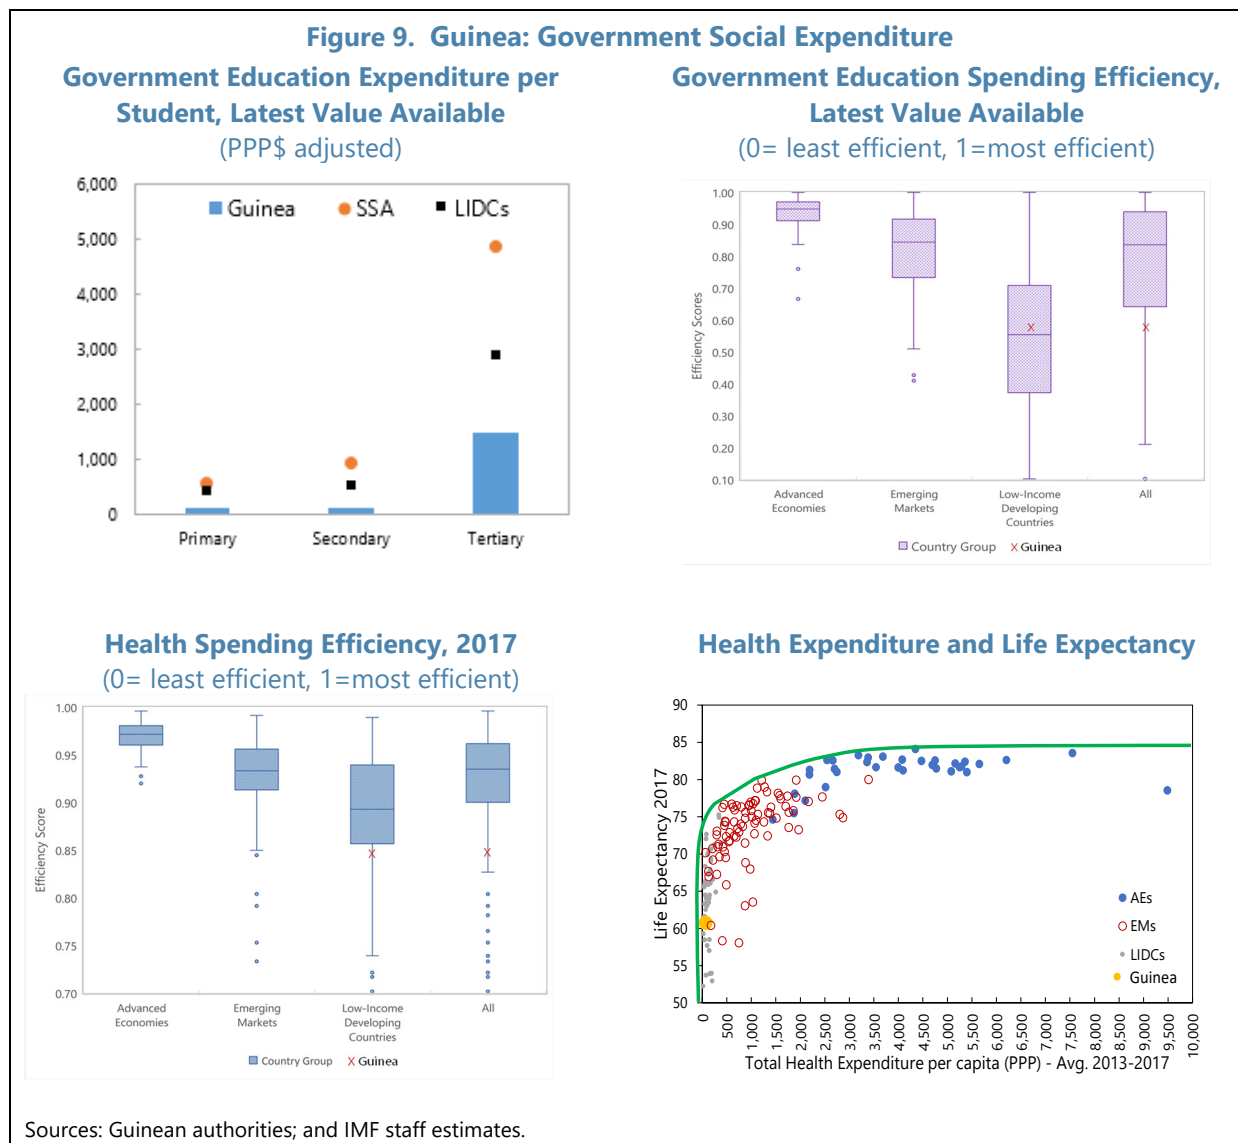 Figure 9. Guinea: Government Social Expenditure
Government Education Expenditure per
Student, Latest Value Available
(PPP$ adjusted)
6,000
5,000
4,000
3,000
2,000
1,000
0
Guinea
SSA
LIDCs
Primary
Secondary
Tertiary
Government Education Spending Efficiency,
Latest Value Available
(0= least efficient, 1=most efficient)
Efficiency Scores
1.00
0.90
0.80
0.70
0.60
0.50
0.40
0.30
0.20
0.10
Advanced
Economies
Emerging
Markets
Low-Income
Developing
Countries
All
Country Group
X Guinea
Health Spending Efficiency, 2017
(0= least efficient, 1=most efficient)
Efficiency Score
1.00
0.95
0.90
0.85
0.80
0.75
0.70
Advanced
Economies
Emerging
Markets
Low-Income
Developing
Countries
All
Country Group
X Guinea
Health Expenditure and Life Expectancy
Life Expectancy 2017
90
85
80
75
70
65
60
55
50
AEs
EMs
LIDCs
Guinea
0
500
1,000
1,500
2,000
2,500
3,000
3,500
4,000
4,500
5,000
5,500
6,000
6,500
7,000
7,500
8,000
8,500
9,000
9,500
10,000
Total Health Expenditure per capita (PPP) - Avg. 2013-2017
Sources: Guinean authorities; and IMF staff estimates.